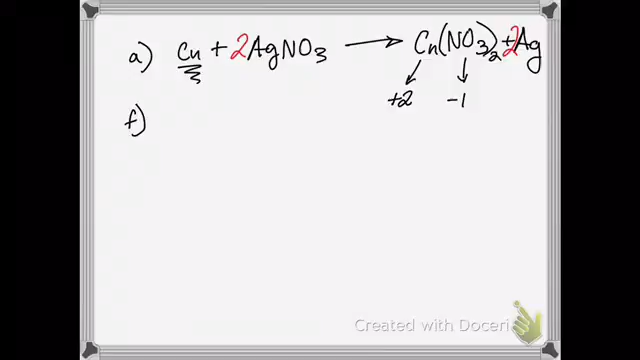 a) Cu + 2AgNO3 → Cu(NO3)2 + 2Ag
+2 -1
f)
Created with Doceri